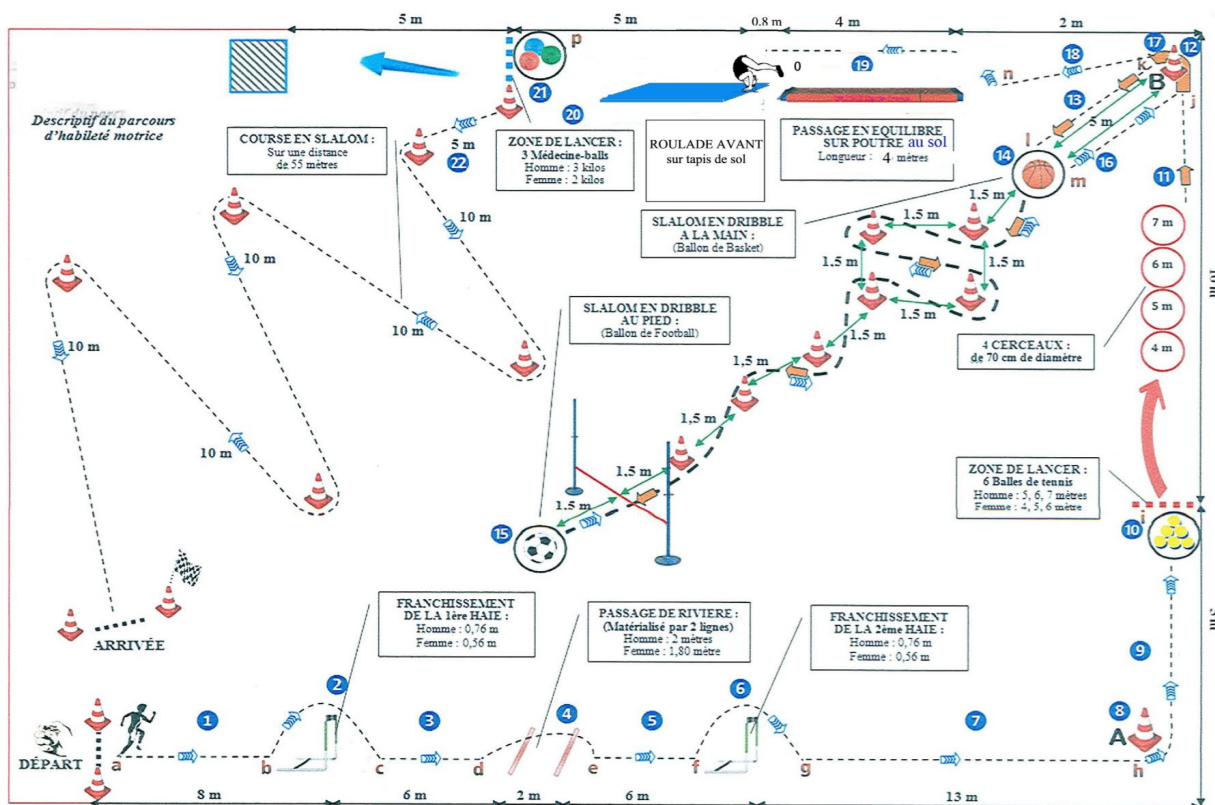 5 m
5 m
0.8 m
4 m
2 m
p
0
19
18
17
12
n
k
B
j
13
5 m
21
20
16
14
l
m
11
Descriptif du parcours
d'habileté motrice
COURSE EN SLALOM :
Sur une distance
de 55 mètres
5 m
22
ZONE DE LANCER :
3 Médecine-balls
Homme : 3 kilos
Femme : 2 kilos
ROULADE AVANT
sur tapis de sol
PASSAGE EN EQUILIBRE
SUR POUTRE au sol
Longueur : 4 mètres
SLALOM EN DRIBBLE
A LA MAIN :
(Ballon de Basket)
1.5 m
1.5 m
1.5 m
1.5 m
1.5 m
1.5 m
1,5 m
1,5 m
1.5 m
1.5 m
10 m
10 m
10 m
10 m
10 m
7 m
6 m
5 m
4 m
SLALOM EN DRIBBLE
AU PIED :
(Ballon de Football)
4 CERCEAUX :
de 70 cm de diamètre
ZONE DE LANCER :
6 Balles de tennis
Homme : 5, 6, 7 mètres
Femme : 4, 5, 6 mètre
i
10
15
9
ARRIVÉE
FRANCHISSEMENT
DE LA 1ère HAIE :
Homme : 0,76 m
Femme : 0,56 m
PASSAGE DE RIVIERE :
(Matérialisé par 2 lignes)
Homme : 2 mètres
Femme : 1,80 mètre
FRANCHISSEMENT
DE LA 2ème HAIE :
Homme : 0,76 m
Femme : 0,56 m
1
2
3
4
5
6
7
8
A
DÉPART
a
b
c
d
e
f
g
h
8 m
6 m
2 m
6 m
13 m